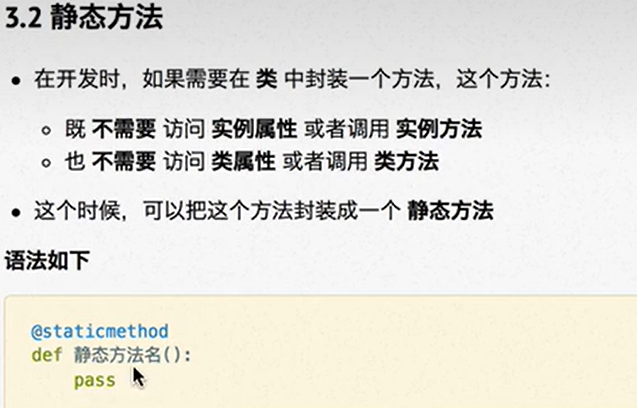 3.2 静态方法
• 在开发时，如果需要在 类 中封装一个方法，这个方法：
◦ 既 不需要 访问 实例属性 或者调用 实例方法
◦ 也 不需要 访问 类属性 或者调用 类方法
• 这个时候，可以把这个方法封装成一个 静态方法
语法如下
@staticmethod
def 静态方法名():
    pass